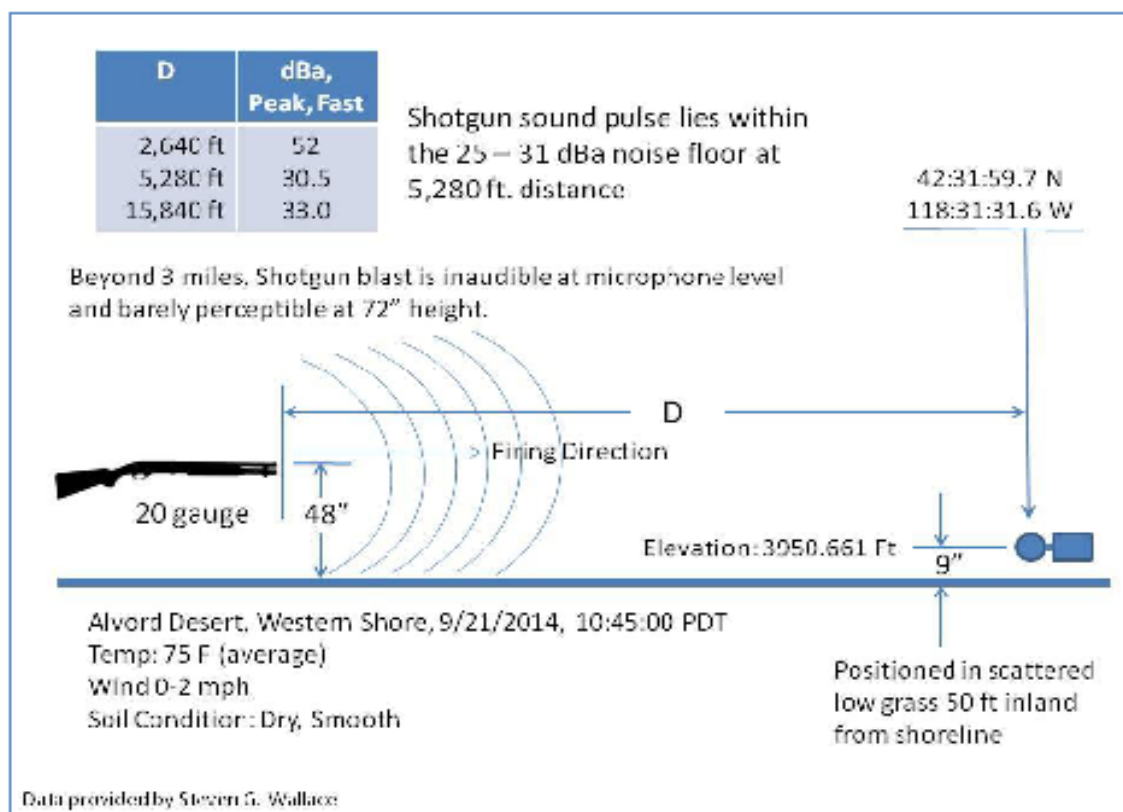 D dBa,
Peak, Fast
2,640 ft 52
5,280 ft 30.5
15,840 ft 33.0
Shotgun sound pulse lies within
the 25 – 31 dBa noise floor at
5,280 ft. distance
42:31:59.7 N
118:31:31.6 W
Beyond 3 miles, Shotgun blast is inaudible at microphone level
and barely perceptible at 72” height.
D
Firing Direction
20 gauge
48”
Elevation: 3950.661 Ft
9”
Alvord Desert, Western Shore, 9/21/2014, 10:45:00 PDT
Temp: 75 F (average)
Wind 0-2 mph
Soil Condition: Dry, Smooth
Positioned in scattered
low grass 50 ft inland
from shoreline
Data provided by Steven G. Wallace